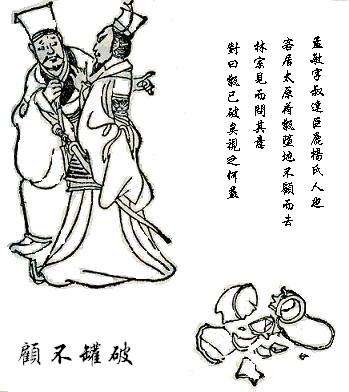 孟敏字叔達巨鹿楊氏人也
客居太原荷甑墮地不顧而去
林宗見而問其意
對曰甑已破矣視之何益
破罐不顧